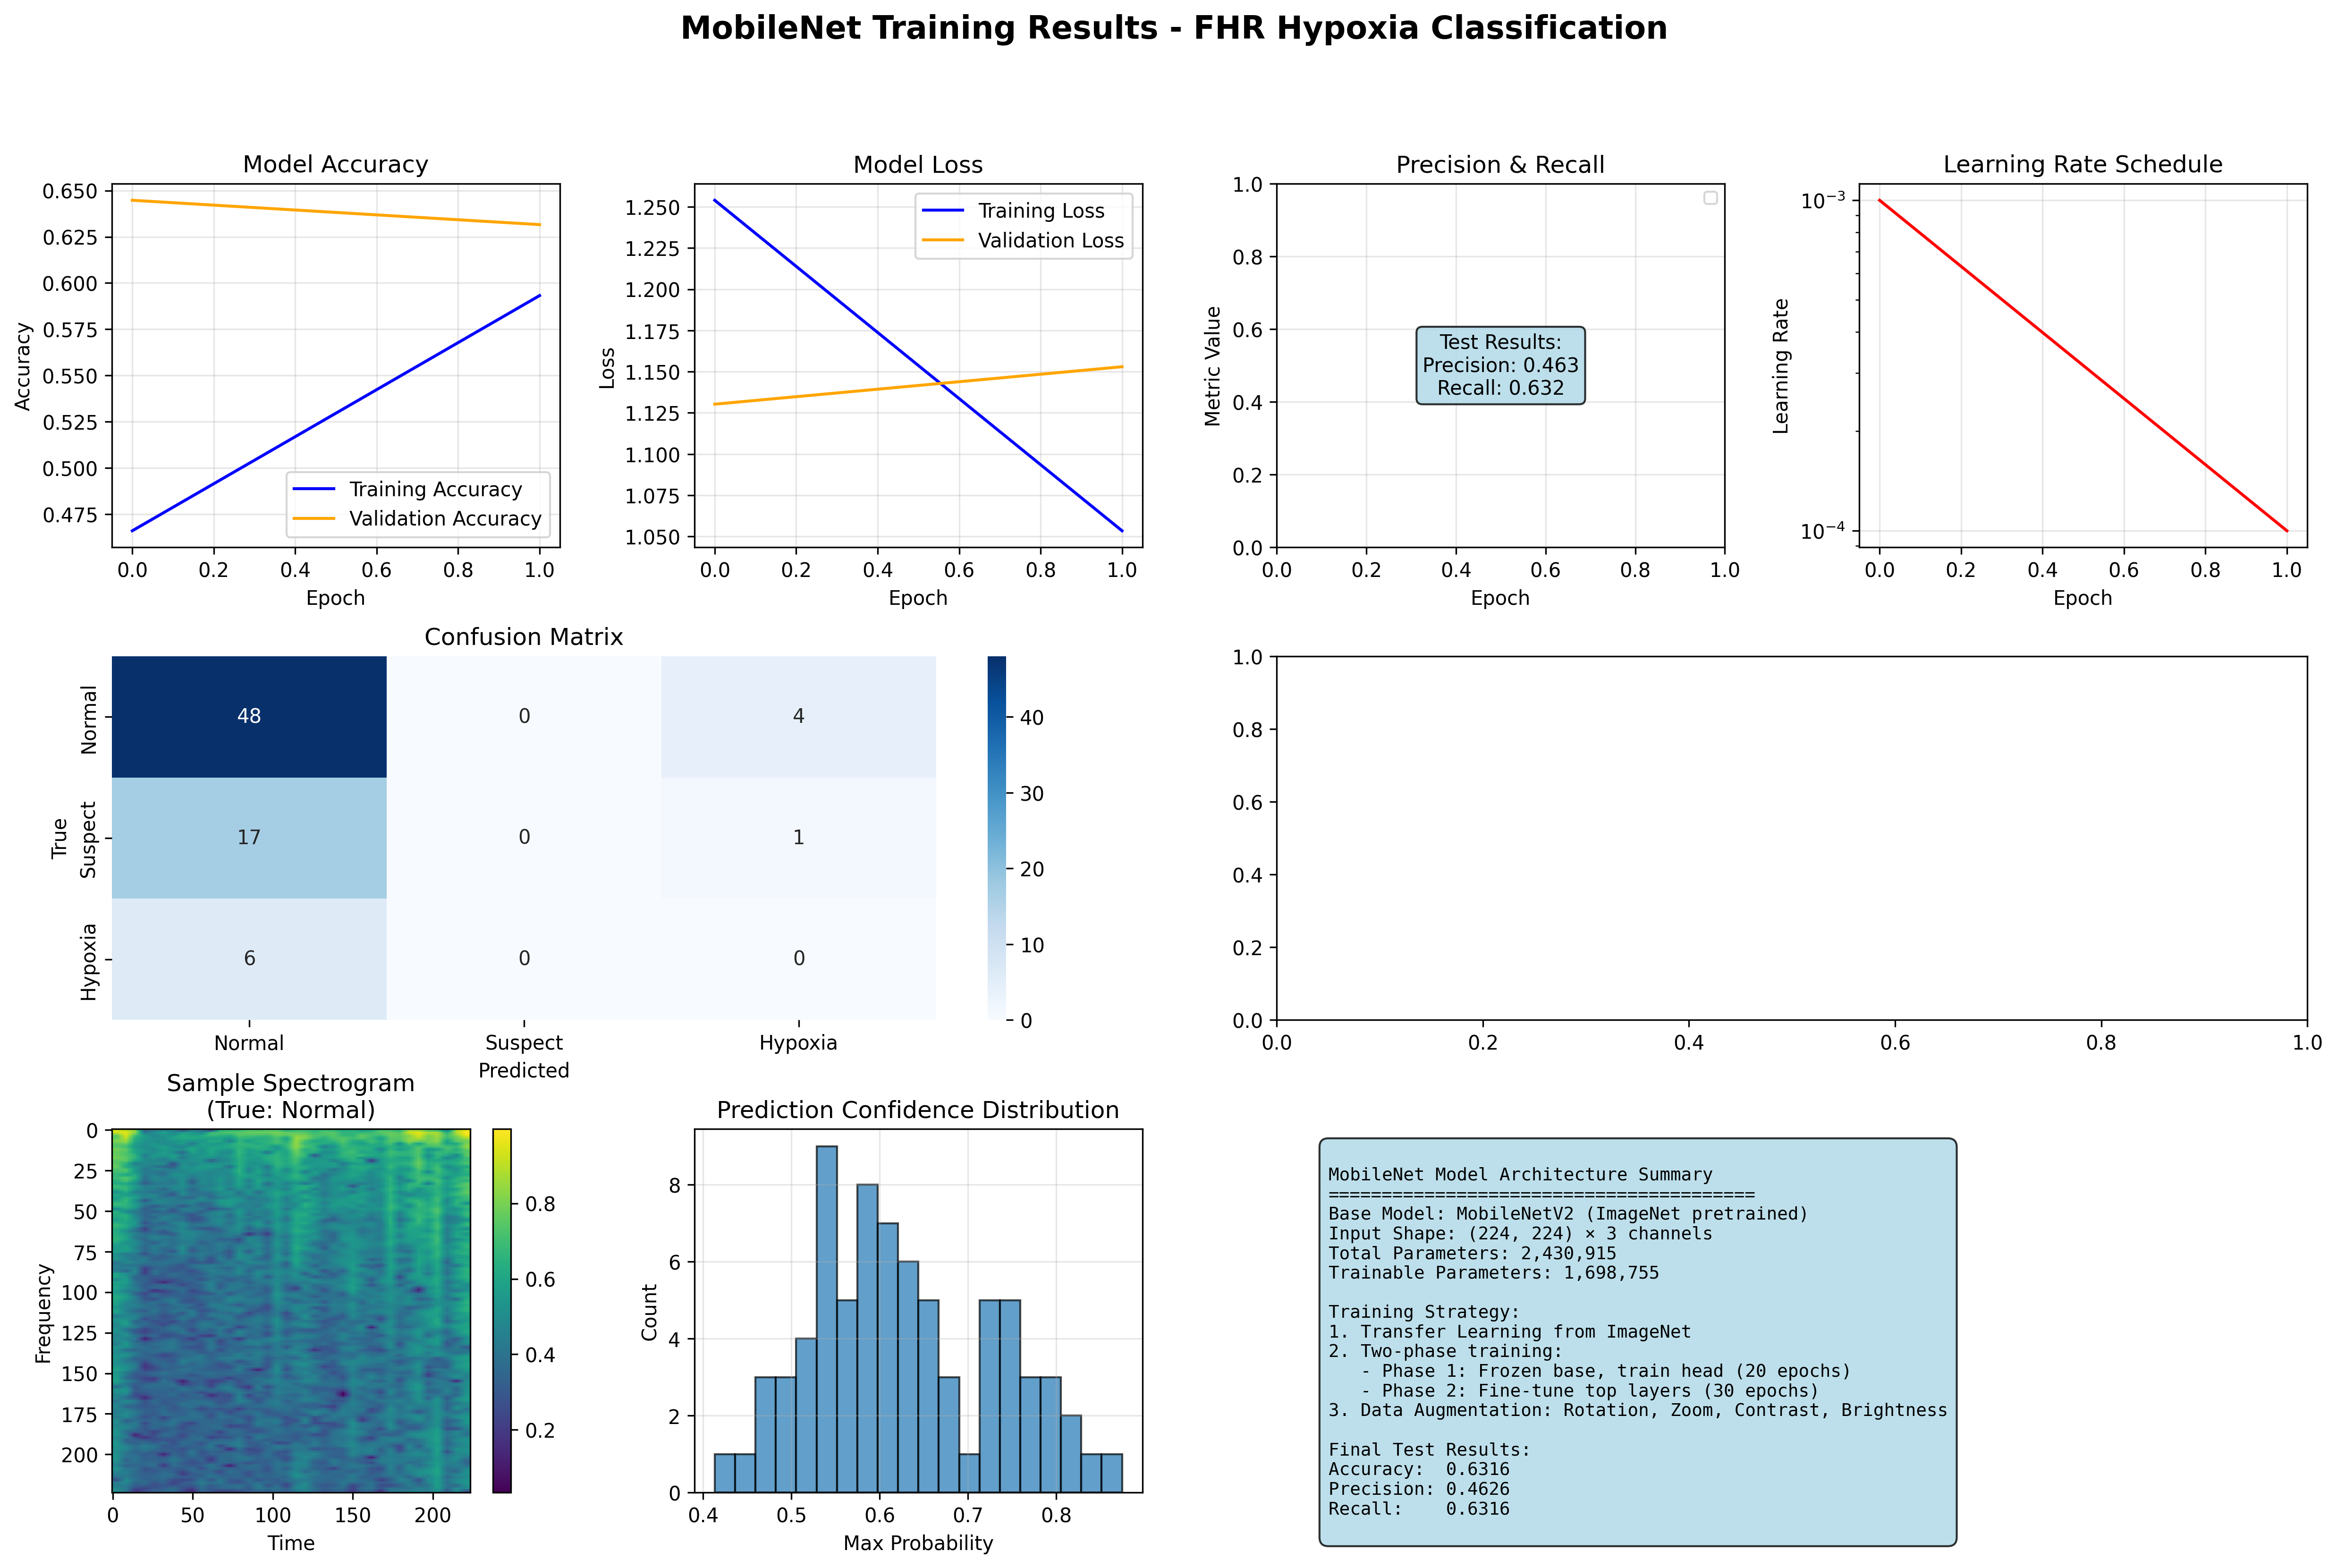 MobileNet Training Results - FHR Hypoxia Classification
Model Accuracy
0.650
0.625
0.600
0.575
0.550
0.525
0.500
0.475
Accuracy
Training Accuracy
Validation Accuracy
0.0 0.2 0.4 0.6 0.8 1.0
Epoch
Model Loss
1.250
1.225
1.200
1.175
1.150
1.125
1.100
1.075
1.050
Loss
Training Loss
Validation Loss
0.0 0.2 0.4 0.6 0.8 1.0
Epoch
Precision & Recall
1.0
0.8
0.6
0.4
0.2
0.0
Metric Value
Test Results:
Precision: 0.463
Recall: 0.632
0.0 0.2 0.4 0.6 0.8 1.0
Epoch
Learning Rate Schedule
10⁻³
10⁻⁴
Learning Rate
0.0 0.2 0.4 0.6 0.8 1.0
Epoch
Confusion Matrix
True
Normal
Suspect
Hypoxia
48 0 4
17 0 1
6 0 0
Normal Suspect Hypoxia
Predicted
40
30
20
10
0
1.0
0.8
0.6
0.4
0.2
0.0
0.0 0.2 0.4 0.6 0.8 1.0
Sample Spectrogram
(True: Normal)
0
25
50
75
100
125
150
175
200
Frequency
0 50 100 150 200
Time
0.8
0.6
0.4
0.2
Prediction Confidence Distribution
8
6
4
2
0
Count
0.4 0.5 0.6 0.7 0.8
Max Probability
MobileNet Model Architecture Summary
========================================
Base Model: MobileNetV2 (ImageNet pretrained)
Input Shape: (224, 224) × 3 channels
Total Parameters: 2,430,915
Trainable Parameters: 1,698,755
Training Strategy:
1. Transfer Learning from ImageNet
2. Two-phase training:
- Phase 1: Frozen base, train head (20 epochs)
- Phase 2: Fine-tune top layers (30 epochs)
3. Data Augmentation: Rotation, Zoom, Contrast, Brightness
Final Test Results:
Accuracy: 0.6316
Precision: 0.4626
Recall: 0.6316